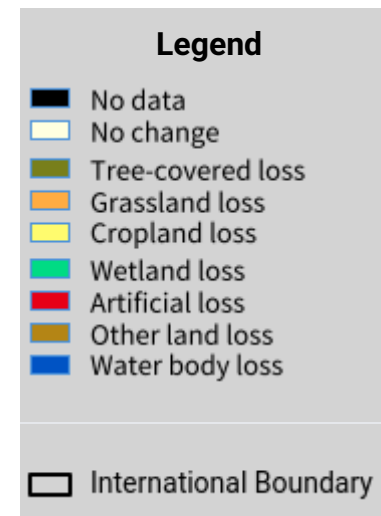 Legend
No data
No change
Tree-covered loss
Grassland loss
Cropland loss
Wetland loss
Artificial loss
Other land loss
Water body loss
International Boundary